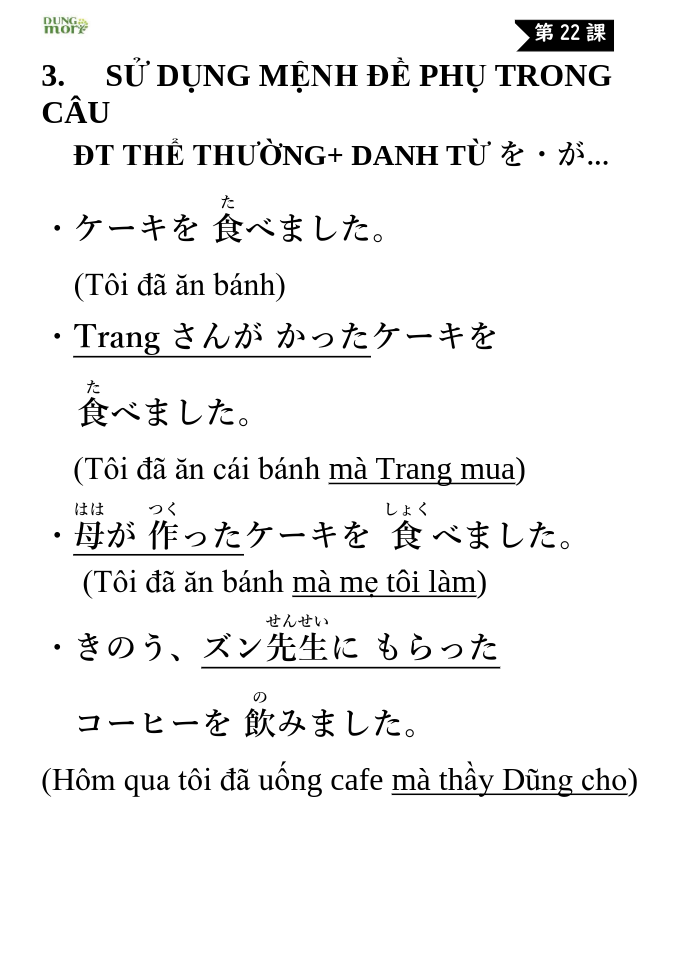 DUNG
mori
第 22 課
3. SỬ DỤNG MỆNH ĐỀ PHỤ TRONG
CÂU
ĐT THỂ THƯỜNG+ DANH TỪ を・が...
た
・ケーキを 食べました。
(Tôi đã ăn bánh)
・Trang さんが かったケーキを
た
食べました。
(Tôi đã ăn cái bánh mà Trang mua)
はは つく しょく
・母が 作ったケーキを 食 べました。
(Tôi đã ăn bánh mà mẹ tôi làm)
せんせい
・きのう、ズン先生に もらった
の
コーヒーを 飲みました。
(Hôm qua tôi đã uống cafe mà thầy Dũng cho)